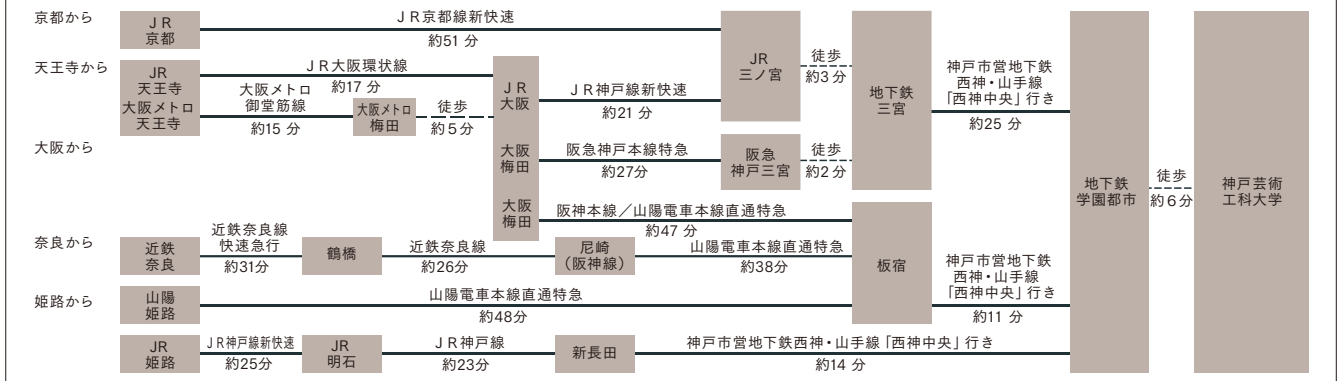 京都から
JR
京都
JR京都線新快速
約51 分
JR
三ノ宮
徒歩
約3 分
地下鉄
三宮
神戸市営地下鉄
西神・山手線
「西神中央」行き
約25 分
天王寺から
JR
天王寺
大阪メトロ
天王寺
JR大阪環状線
約17 分
大阪メトロ
御堂筋線
約15 分
大阪メトロ
梅田
徒歩
約5 分
JR
大阪
JR神戸線新快速
約21 分
大阪から
大阪
梅田
阪急神戸本線特急
約27分
阪急
神戸三宮
徒歩
約2 分
大阪
梅田
阪神本線/山陽電車本線直通特急
約47 分
地下鉄
学園都市
徒歩
約6分
神戸芸術
工科大学
奈良から
近鉄
奈良
近鉄奈良線
快速急行
約31分
鶴橋
近鉄奈良線
約26分
尼崎
(阪神線)
山陽電車本線直通特急
約38分
板宿
神戸市営地下鉄
西神・山手線
「西神中央」行き
約11 分
姫路から
山陽
姫路
山陽電車本線直通特急
約48分
JR
姫路
JR神戸線新快速
約25分
JR
明石
JR神戸線
約23分
新長田
神戸市営地下鉄西神・山手線「西神中央」行き
約14 分